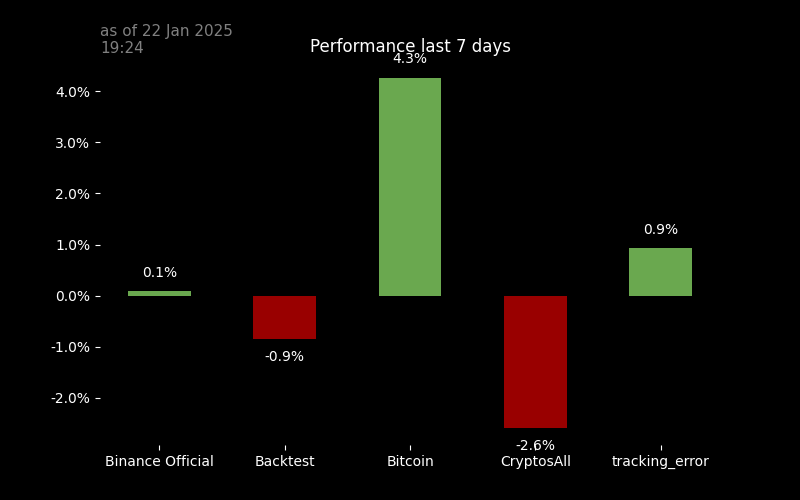 as of 22 Jan 2025
19:24
Performance last 7 days
4.3%
4.0%
3.0%
2.0%
1.0%
0.9%
0.1%
0.0%
-1.0%
-0.9%
-2.0%
-2.6%
Binance Official
Backtest
Bitcoin
CryptosAll
tracking_error